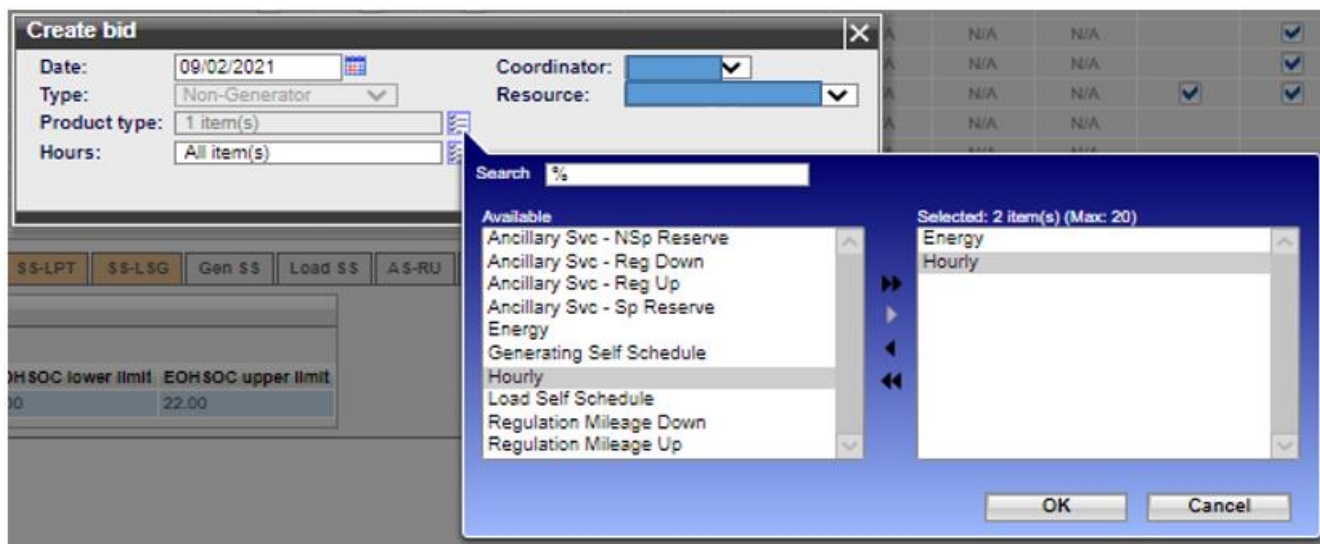 Create bid
Date: 09/02/2021 Coordinator:
Type: Non-Generator Resource:
Product type: 1 item(s)
Hours: All item(s)
N/A N/A
N/A N/A
N/A N/A
N/A N/A
Search %
Available
Ancillary Svc - NSp Reserve
Ancillary Svc - Reg Down
Ancillary Svc - Reg Up
Ancillary Svc - Sp Reserve
Energy
Generating Self Schedule
Hourly
Load Self Schedule
Regulation Mileage Down
Regulation Mileage Up
Selected: 2 item(s) (Max: 20)
Energy
Hourly
OK Cancel
SS-LPT SS-LSG Gen SS Load SS AS-RU
SOC lower limit EOHSOC upper limit
22.00